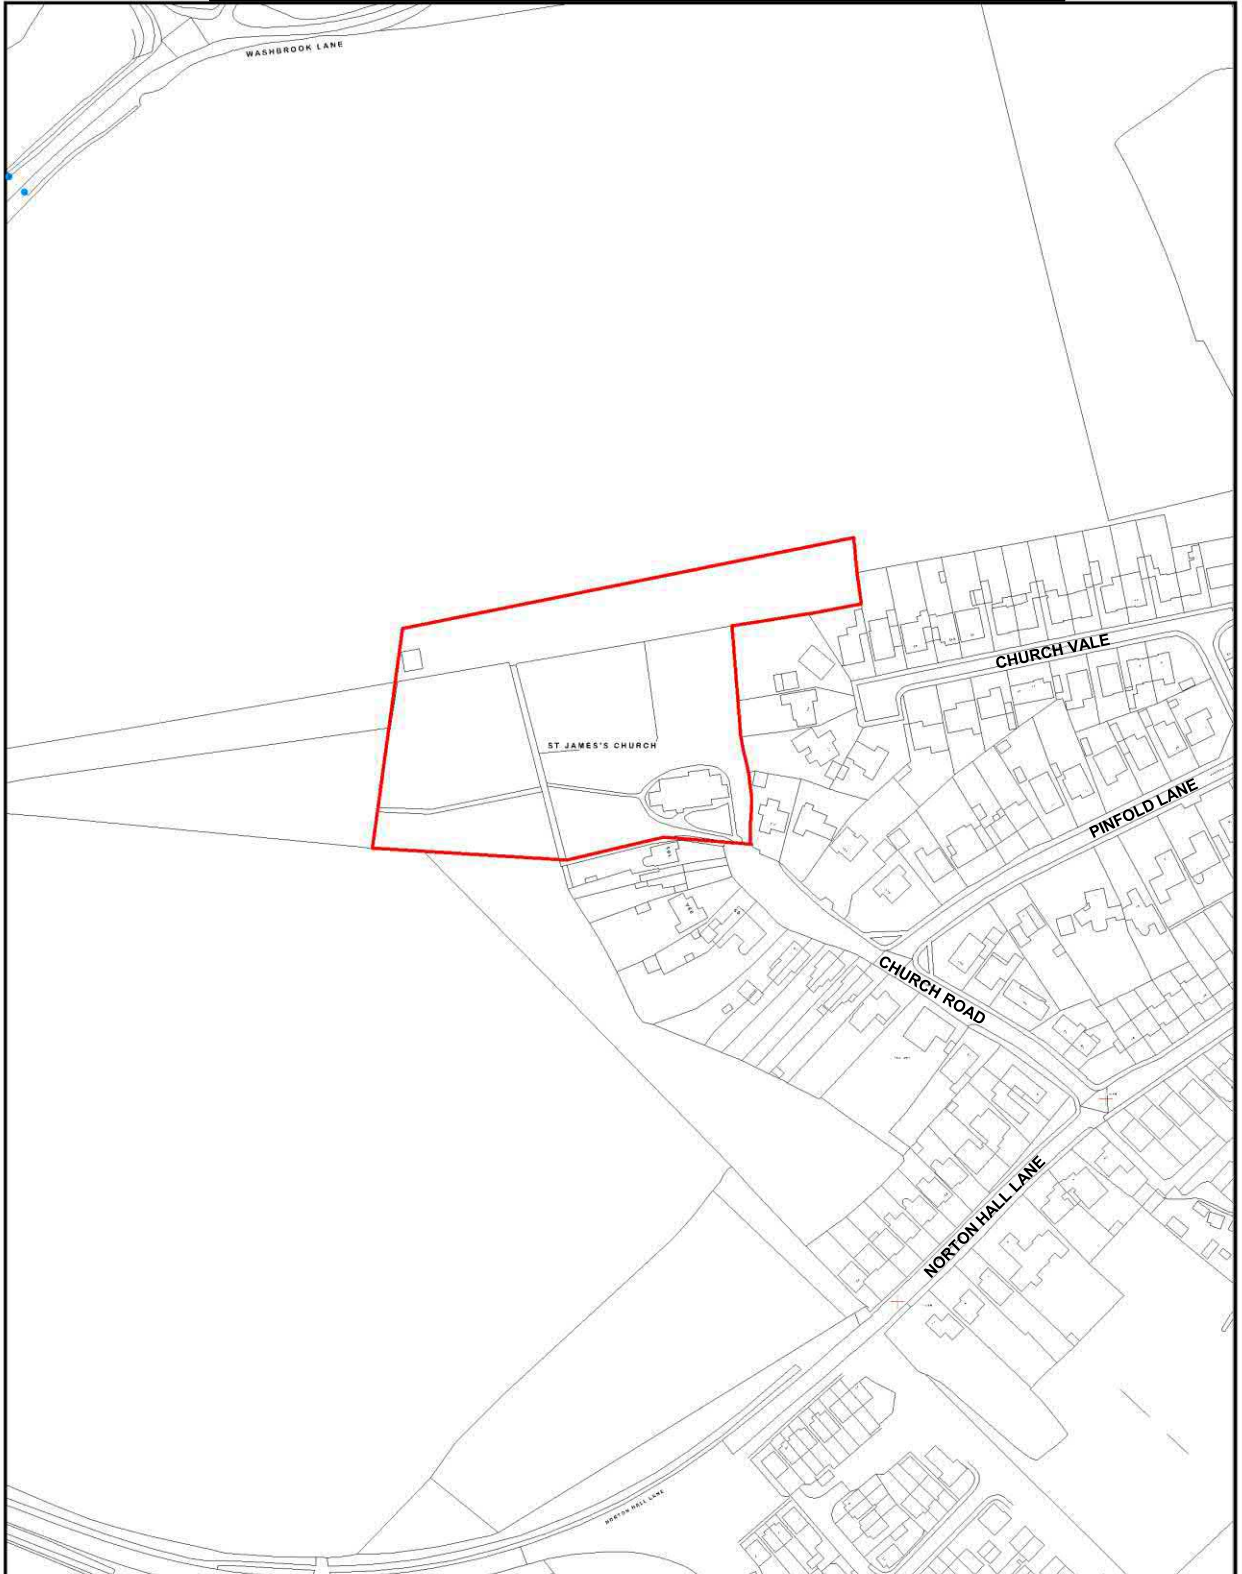 WASHBROOK LANE
CHURCH VALE
ST JAMES'S CHURCH
PINFOLD LANE
CHURCH ROAD
NORTON HALL LANE
NORTON HALL LANE